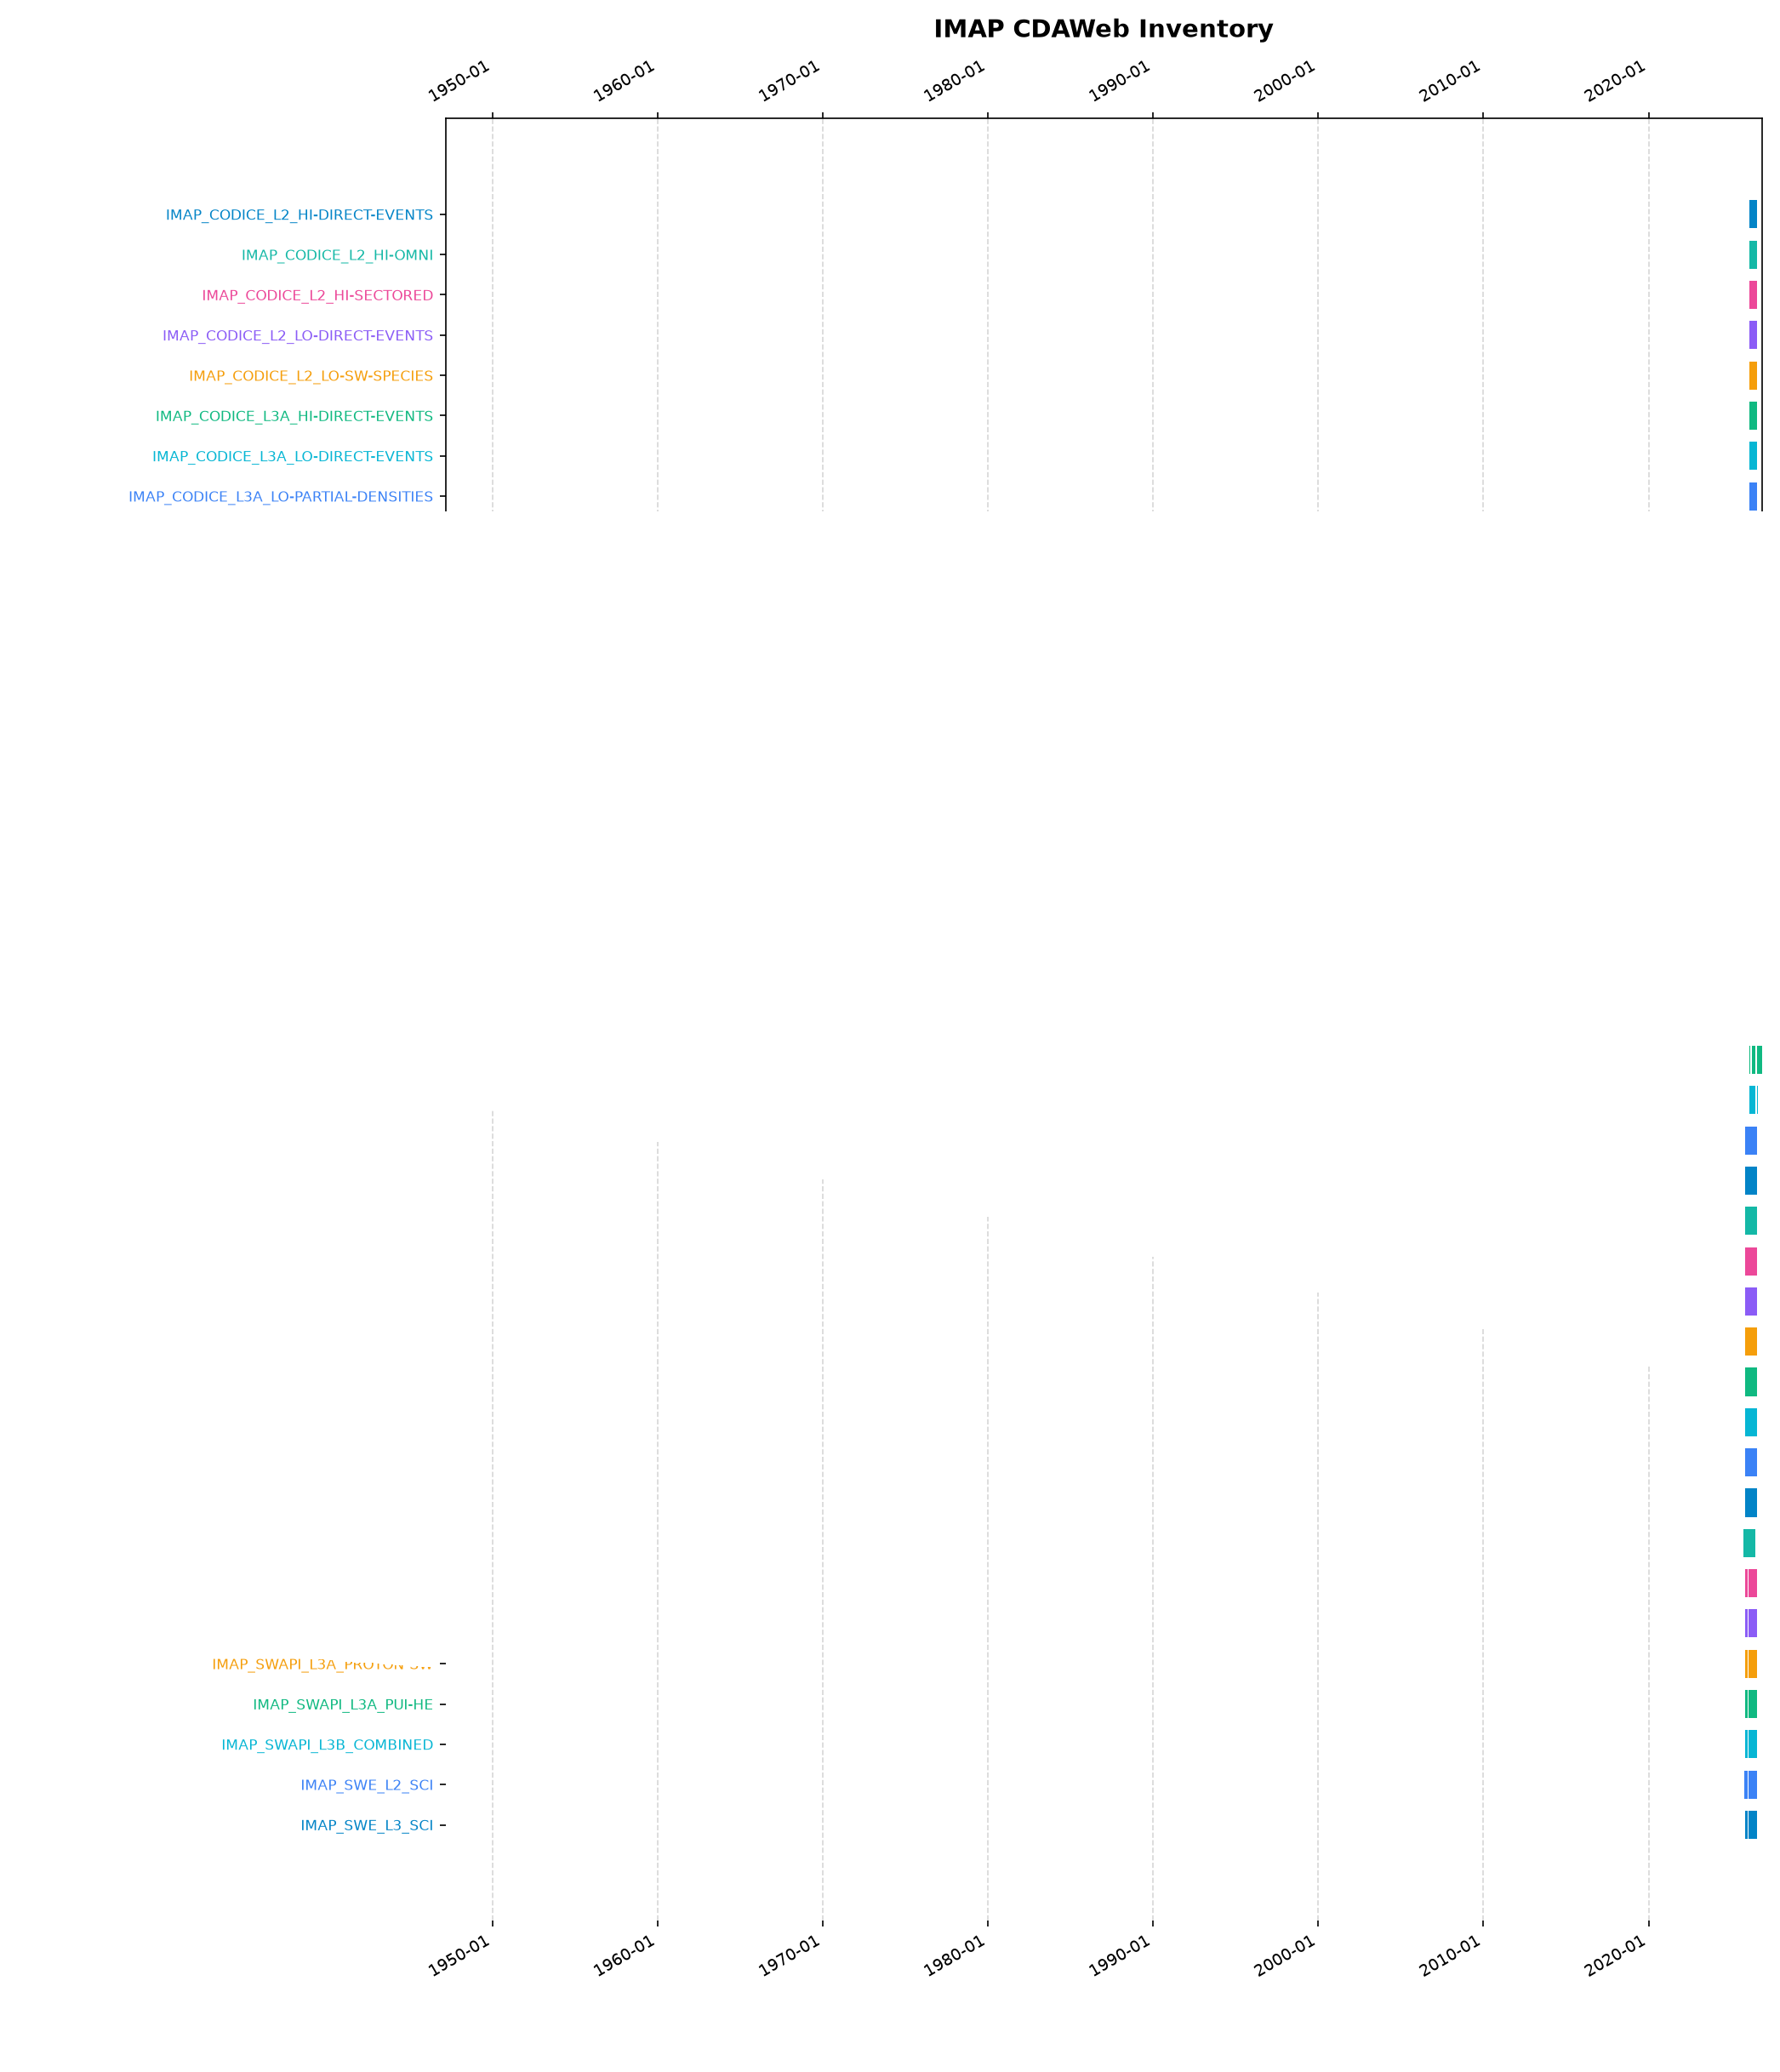 IMAP CDAWeb Inventory
1950-01 1960-01 1970-01 1980-01 1990-01 2000-01 2010-01 2020-01
IMAP_CODICE_L2_HI-DIRECT-EVENTS
IMAP_CODICE_L2_HI-OMNI
IMAP_CODICE_L2_HI-SECTORED
IMAP_CODICE_L2_LO-DIRECT-EVENTS
IMAP_CODICE_L2_LO-SW-SPECIES
IMAP_CODICE_L3A_HI-DIRECT-EVENTS
IMAP_CODICE_L3A_LO-DIRECT-EVENTS
IMAP_CODICE_L3A_LO-PARTIAL-DENSITIES
IMAP_SWAPI_L3A_PROTON-SW
IMAP_SWAPI_L3A_PUI-HE
IMAP_SWAPI_L3B_COMBINED
IMAP_SWE_L2_SCI
IMAP_SWE_L3_SCI
1950-01 1960-01 1970-01 1980-01 1990-01 2000-01 2010-01 2020-01